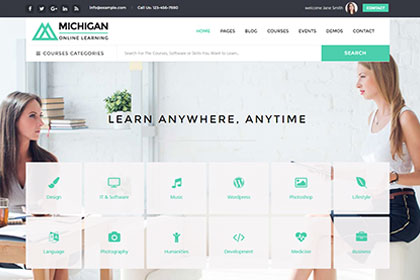 info@example.com Call Us: 123-456-7890 welcome Jane Smith CONTACT
MICHIGAN
ONLINE LEARNING
HOME PAGES BLOG COURSES EVENTS DEMOS CONTACT
COURSES CATEGORIES
Search For The Courses, Software or Skills You Want to Learn...
SEARCH
LEARN ANYWHERE, ANYTIME
Design IT & Software Music Wordpress Photoshop Lifestyle
Language Photography Humanities Development Medicine Business